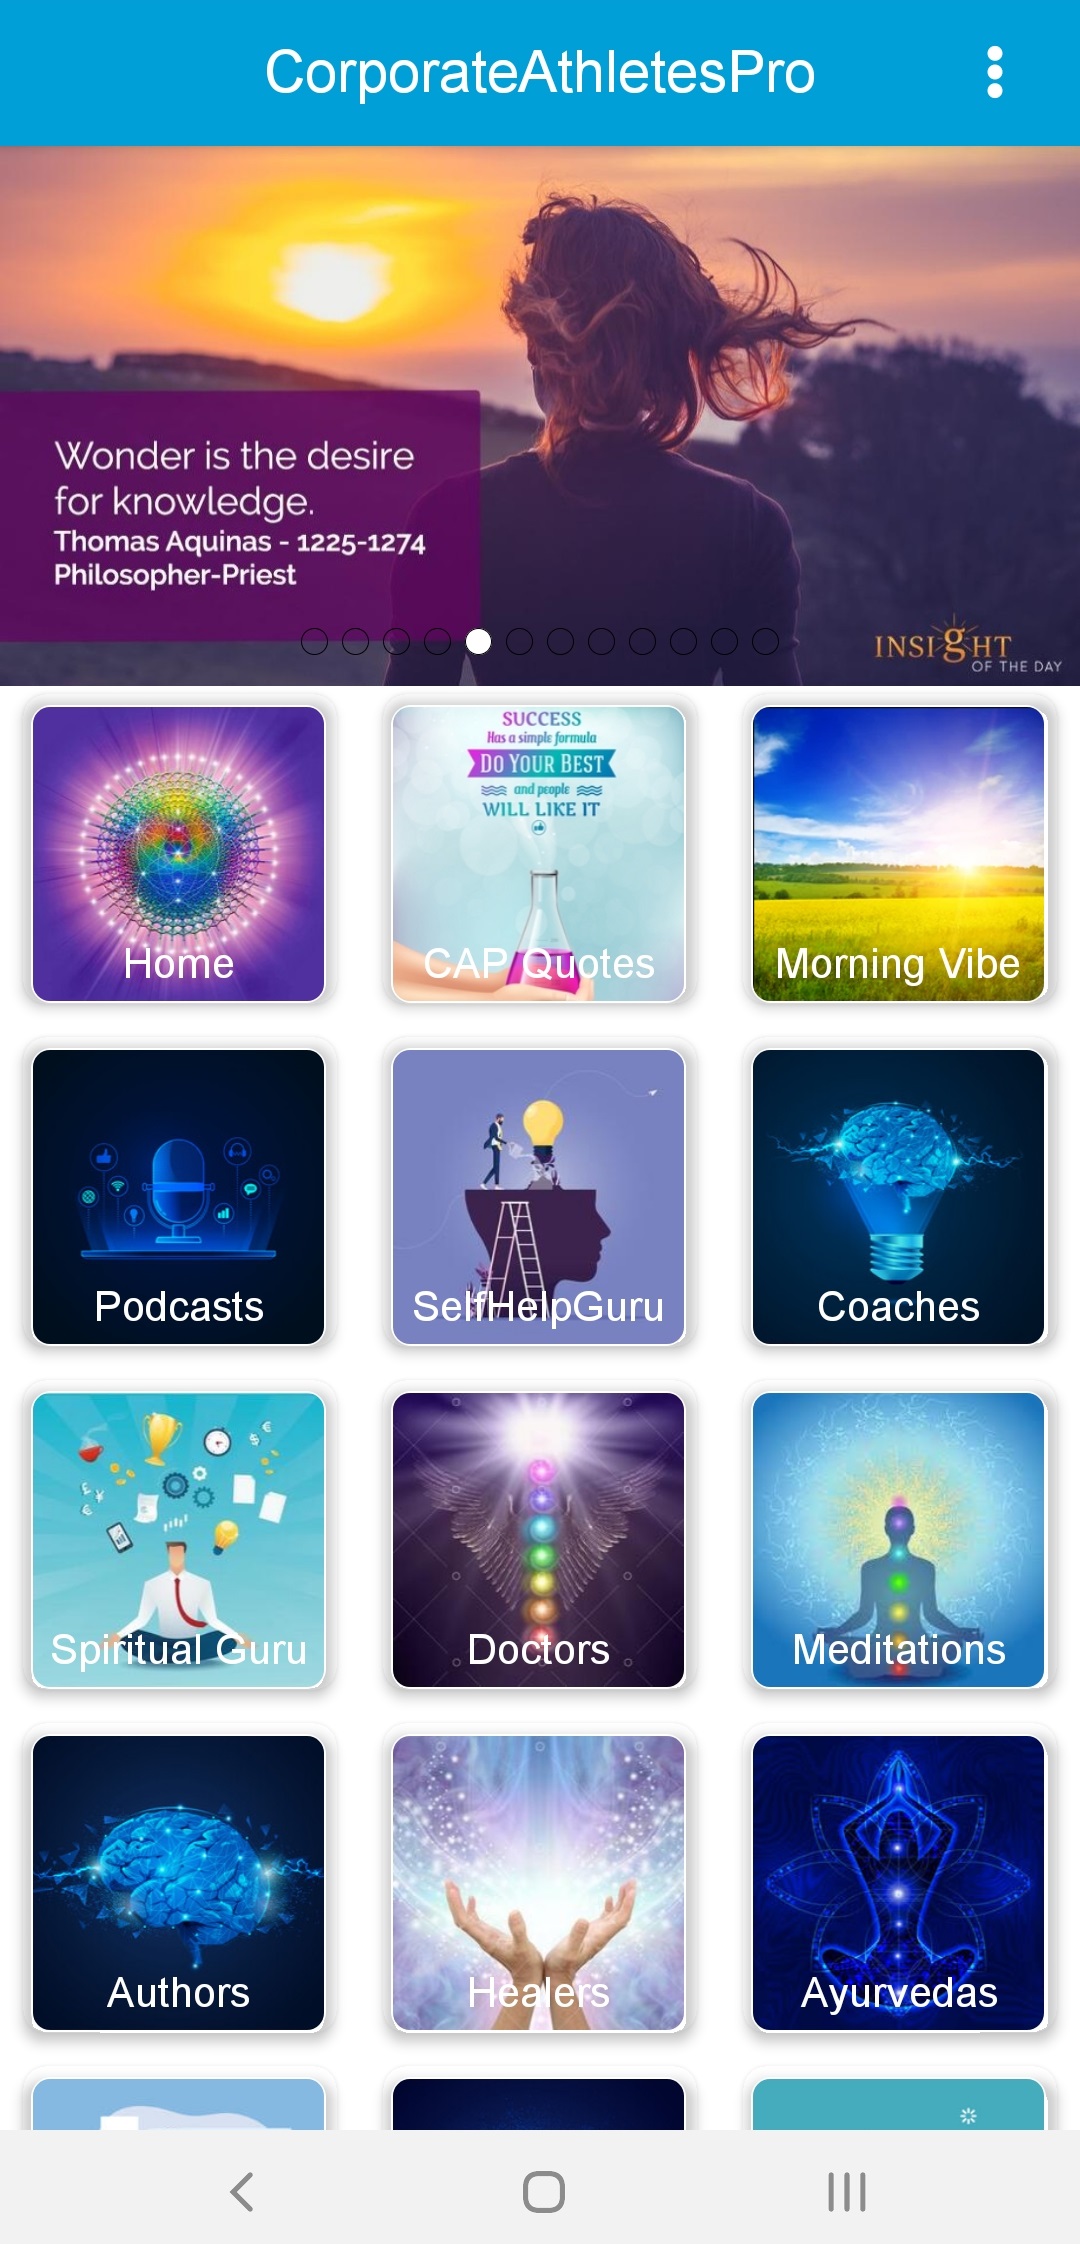 CorporateAthletesPro
Wonder is the desire
for knowledge.
Thomas Aquinas - 1225-1274
Philosopher-Priest
INSIGHT
OF THE DAY
SUCCESS
Has a simple formula
DO YOUR BEST
and people
WILL LIKE IT
Home
CAP Quotes
Morning Vibe
Podcasts
SelfHelpGuru
Coaches
Spiritual Guru
Doctors
Meditations
Authors
Healers
Ayurvedas